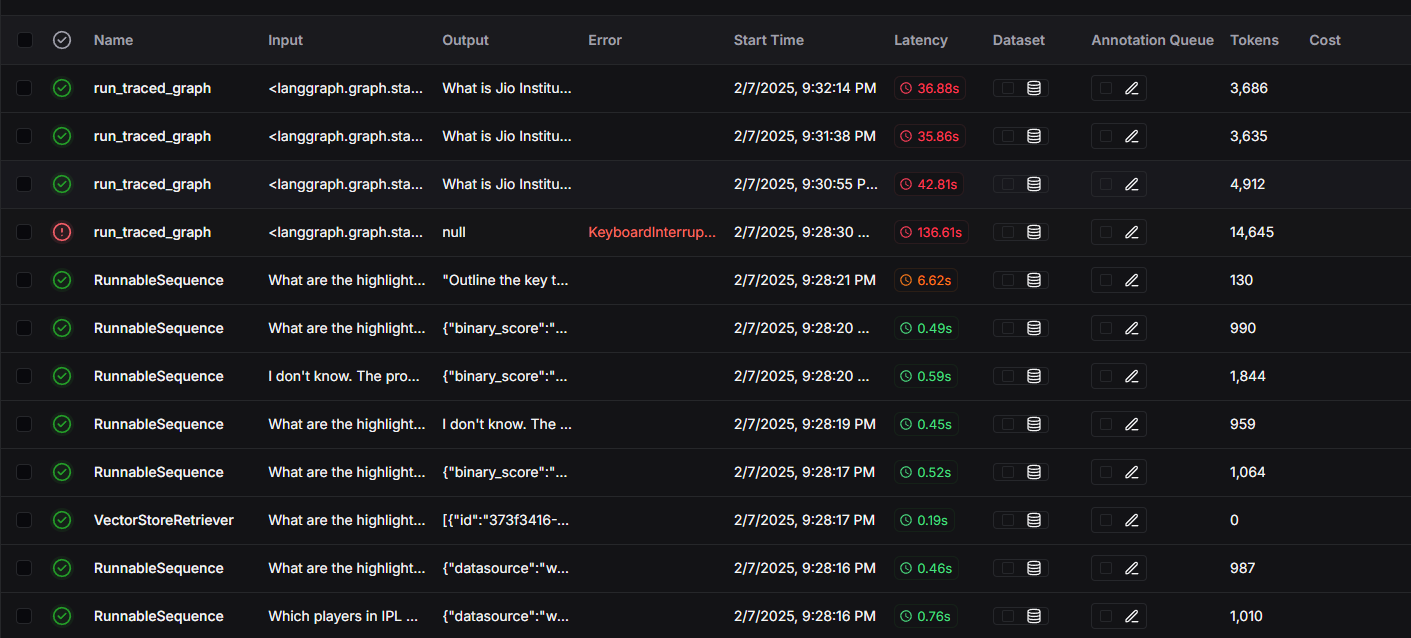 Name Input Output Error Start Time Latency Dataset Annotation Queue Tokens Cost
run_traced_graph <langgraph.graph.sta... What is Jio Institu... 2/7/2025, 9:32:14 PM 36.88s 3,686
run_traced_graph <langgraph.graph.sta... What is Jio Institu... 2/7/2025, 9:31:38 PM 35.86s 3,635
run_traced_graph <langgraph.graph.sta... What is Jio Institu... 2/7/2025, 9:30:55 P... 42.81s 4,912
run_traced_graph <langgraph.graph.sta... null KeyboardInterrup... 2/7/2025, 9:28:30 ... 136.61s 14,645
RunnableSequence What are the highlight... "Outline the key t... 2/7/2025, 9:28:21 PM 6.62s 130
RunnableSequence What are the highlight... {"binary_score":"... 2/7/2025, 9:28:20 ... 0.49s 990
RunnableSequence I don't know. The pro... {"binary_score":"... 2/7/2025, 9:28:20 ... 0.59s 1,844
RunnableSequence What are the highlight... I don't know. The ... 2/7/2025, 9:28:19 PM 0.45s 959
RunnableSequence What are the highlight... {"binary_score":"... 2/7/2025, 9:28:17 PM 0.52s 1,064
VectorStoreRetriever What are the highlight... [{"id":"373f3416-... 2/7/2025, 9:28:17 PM 0.19s 0
RunnableSequence What are the highlight... {"datasource":"w... 2/7/2025, 9:28:16 PM 0.46s 987
RunnableSequence Which players in IPL ... {"datasource":"w... 2/7/2025, 9:28:16 PM 0.76s 1,010